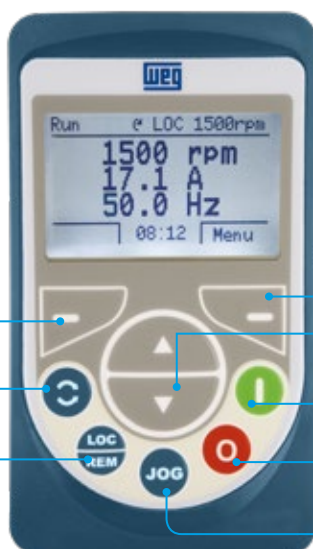 weg
Run LOC 1500rpm
1500 rpm
17.1 A
50.0 Hz
08:12 Menu
LOC
REM
JOG